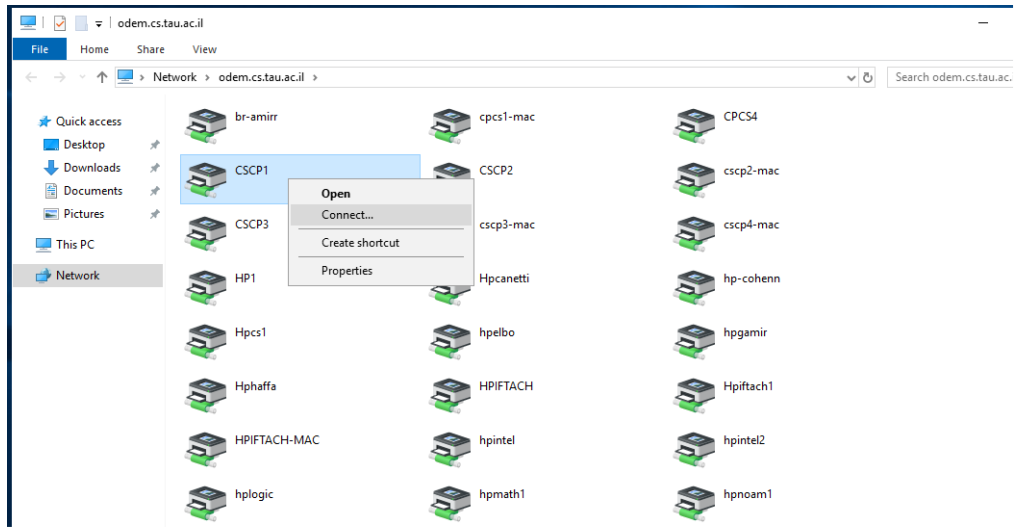 odem.cs.tau.ac.il
File Home Share View
Network > odem.cs.tau.ac.il >
Search odem.cs.tau.ac.
Quick access
Desktop
Downloads
Documents
Pictures
This PC
Network
br-amirr cpcs1-mac CPCS4
CSCP1 CSCP2 cscp2-mac
Open
Connect...
Create shortcut
Properties
CSCP3 cscp3-mac cscp4-mac
HP1 Hpcanetti hp-cohenn
Hpcs1 hpelbo hpgamir
Hphaffa HPIFTACH Hpiftach1
HPIFTACH-MAC hpintel hpintel2
hplogic hpmath1 hpnoam1